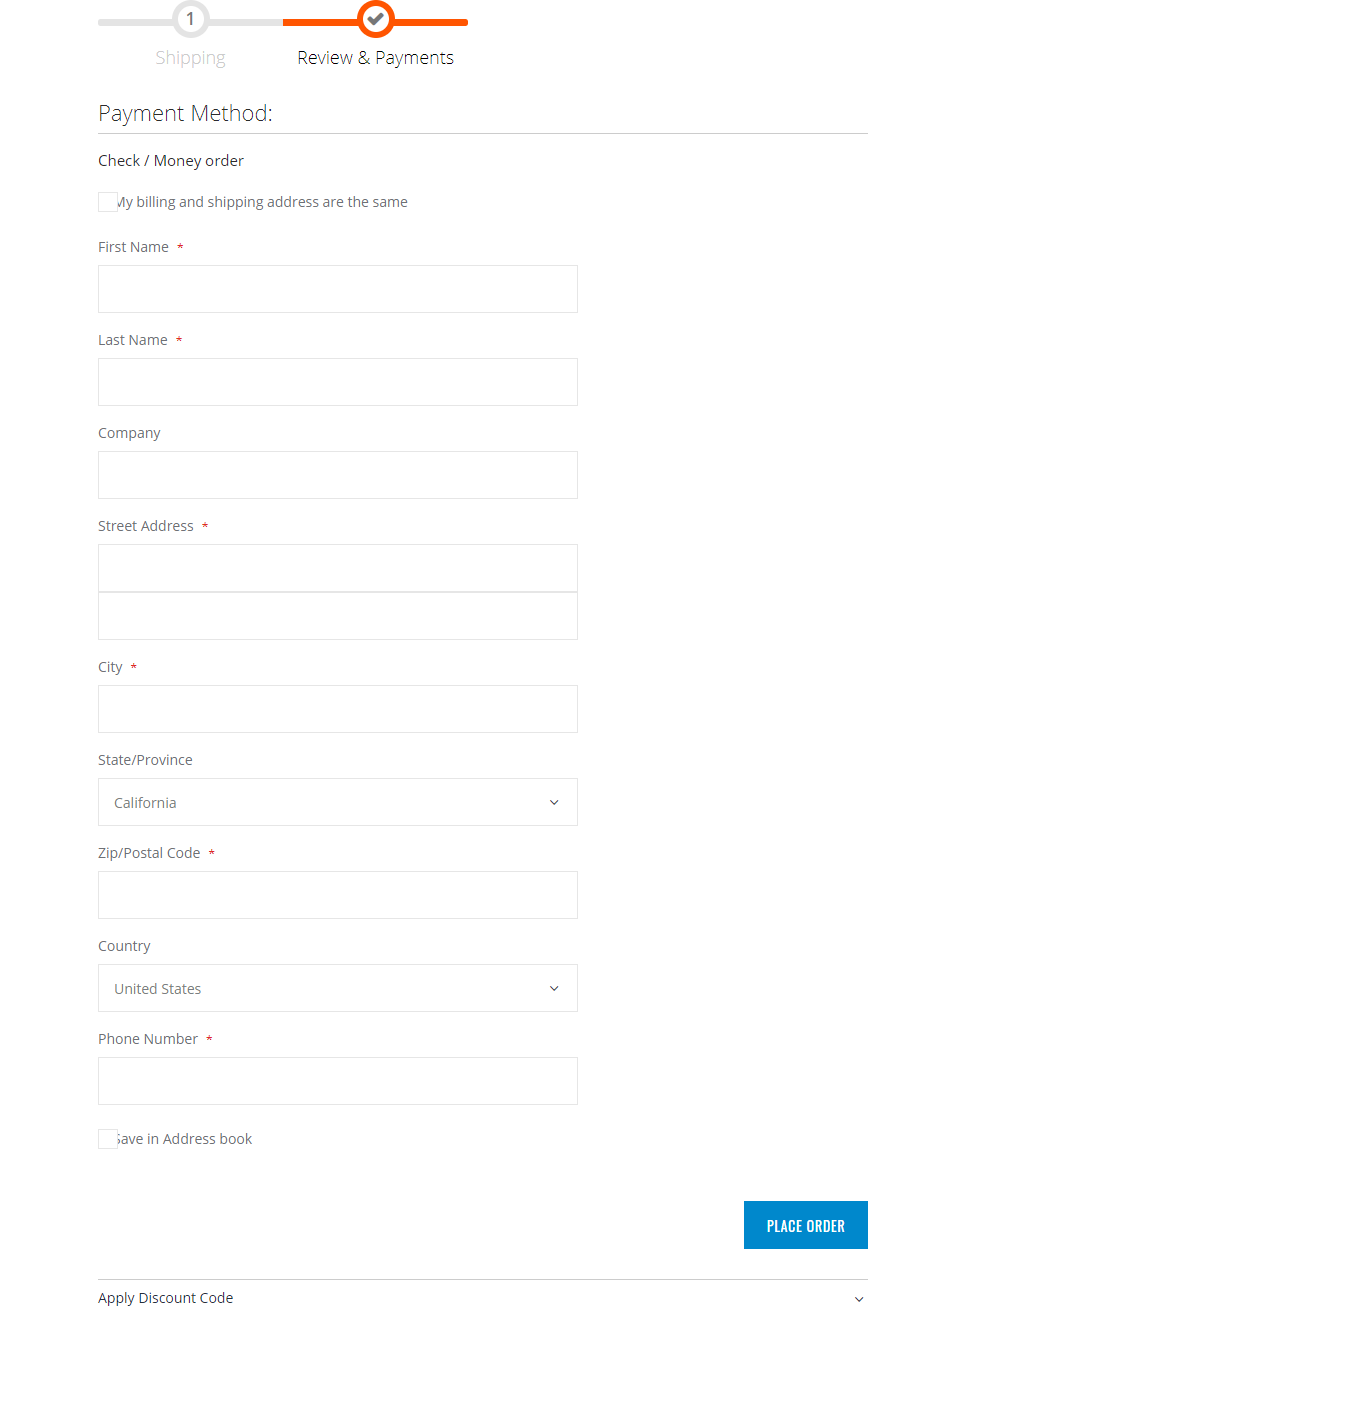 1
Shipping
Review & Payments
Payment Method:
Check / Money order
My billing and shipping address are the same
First Name *
Last Name *
Company
Street Address *
City *
State/Province
California
Zip/Postal Code *
Country
United States
Phone Number *
Save in Address book
PLACE ORDER
Apply Discount Code